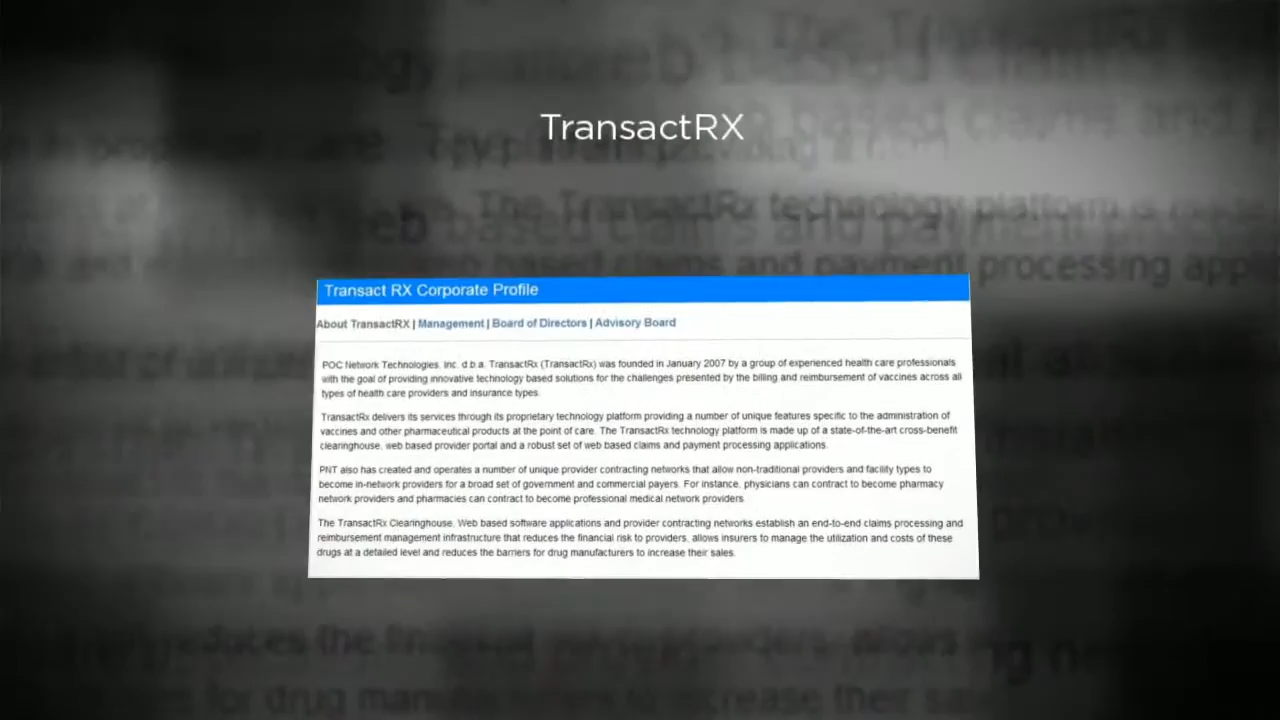 TransactRX
Transact RX Corporate Profile
About TransactRX | Management | Board of Directors | Advisory Board
POC Network Technologies, Inc. d.b.a. TransactRx (TransactRx) was founded in January 2007 by a group of experienced health care professionals
with the goal of providing innovative technology based solutions for the challenges presented by the billing and reimbursement of vaccines across all
types of health care providers and insurance types.
TransactRx delivers its services through its proprietary technology platform providing a number of unique features specific to the administration of
vaccines and other pharmaceutical products at the point of care. The TransactRx technology platform is made up of a state-of-the-art cross-benefit
clearinghouse, web based provider portal and a robust set of web based claims and payment processing applications.
PNT also has created and operates a number of unique provider contracting networks that allow non-traditional providers and facility types to
become in-network providers for a broad set of government and commercial payers. For instance, physicians can contract to become pharmacy
network providers and pharmacies can contract to become professional medical network providers.
The TransactRx Clearinghouse, Web based software applications and provider contracting networks establish an end-to-end claims processing and
reimbursement management infrastructure that reduces the financial risk to providers, allows insurers to manage the utilization and costs of these
drugs at a detailed level and reduces the barriers for drug manufacturers to increase their sales.